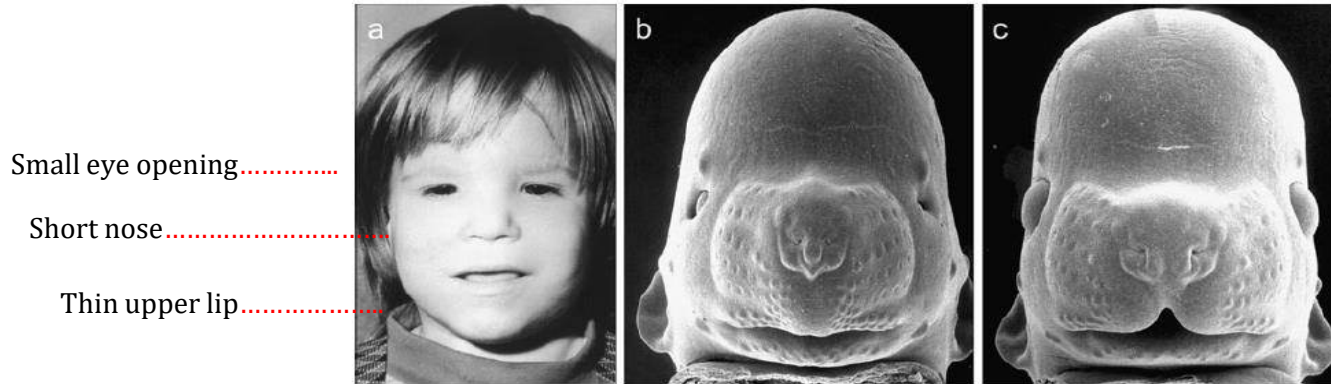 a
b
c
Small eye opening…………..
Short nose……………………….
Thin upper lip………………..